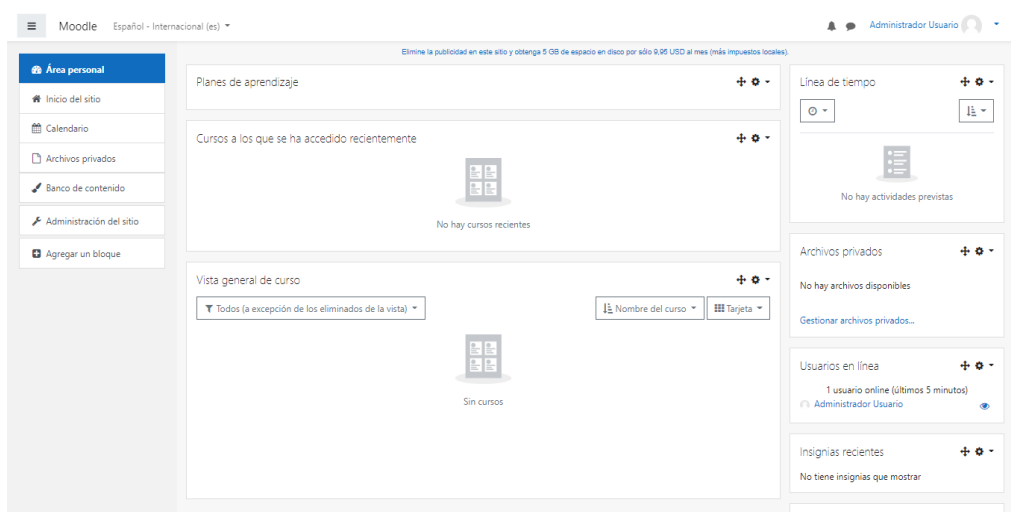 Moodle
Español - Internacional (es)
Administrador Usuario
Elimine la publicidad en este sitio y obtenga 5 GB de espacio en disco por sólo 9,95 USD al mes (más impuestos locales).
Área personal
Inicio del sitio
Calendario
Archivos privados
Banco de contenido
Administración del sitio
Agregar un bloque
Planes de aprendizaje
Cursos a los que se ha accedido recientemente
No hay cursos recientes
Vista general de curso
Todos (a excepción de los eliminados de la vista)
Nombre del curso
Tarjeta
Sin cursos
Línea de tiempo
No hay actividades previstas
Archivos privados
No hay archivos disponibles
Gestionar archivos privados...
Usuarios en línea
1 usuario online (últimos 5 minutos)
Administrador Usuario
Insignias recientes
No tiene insignias que mostrar